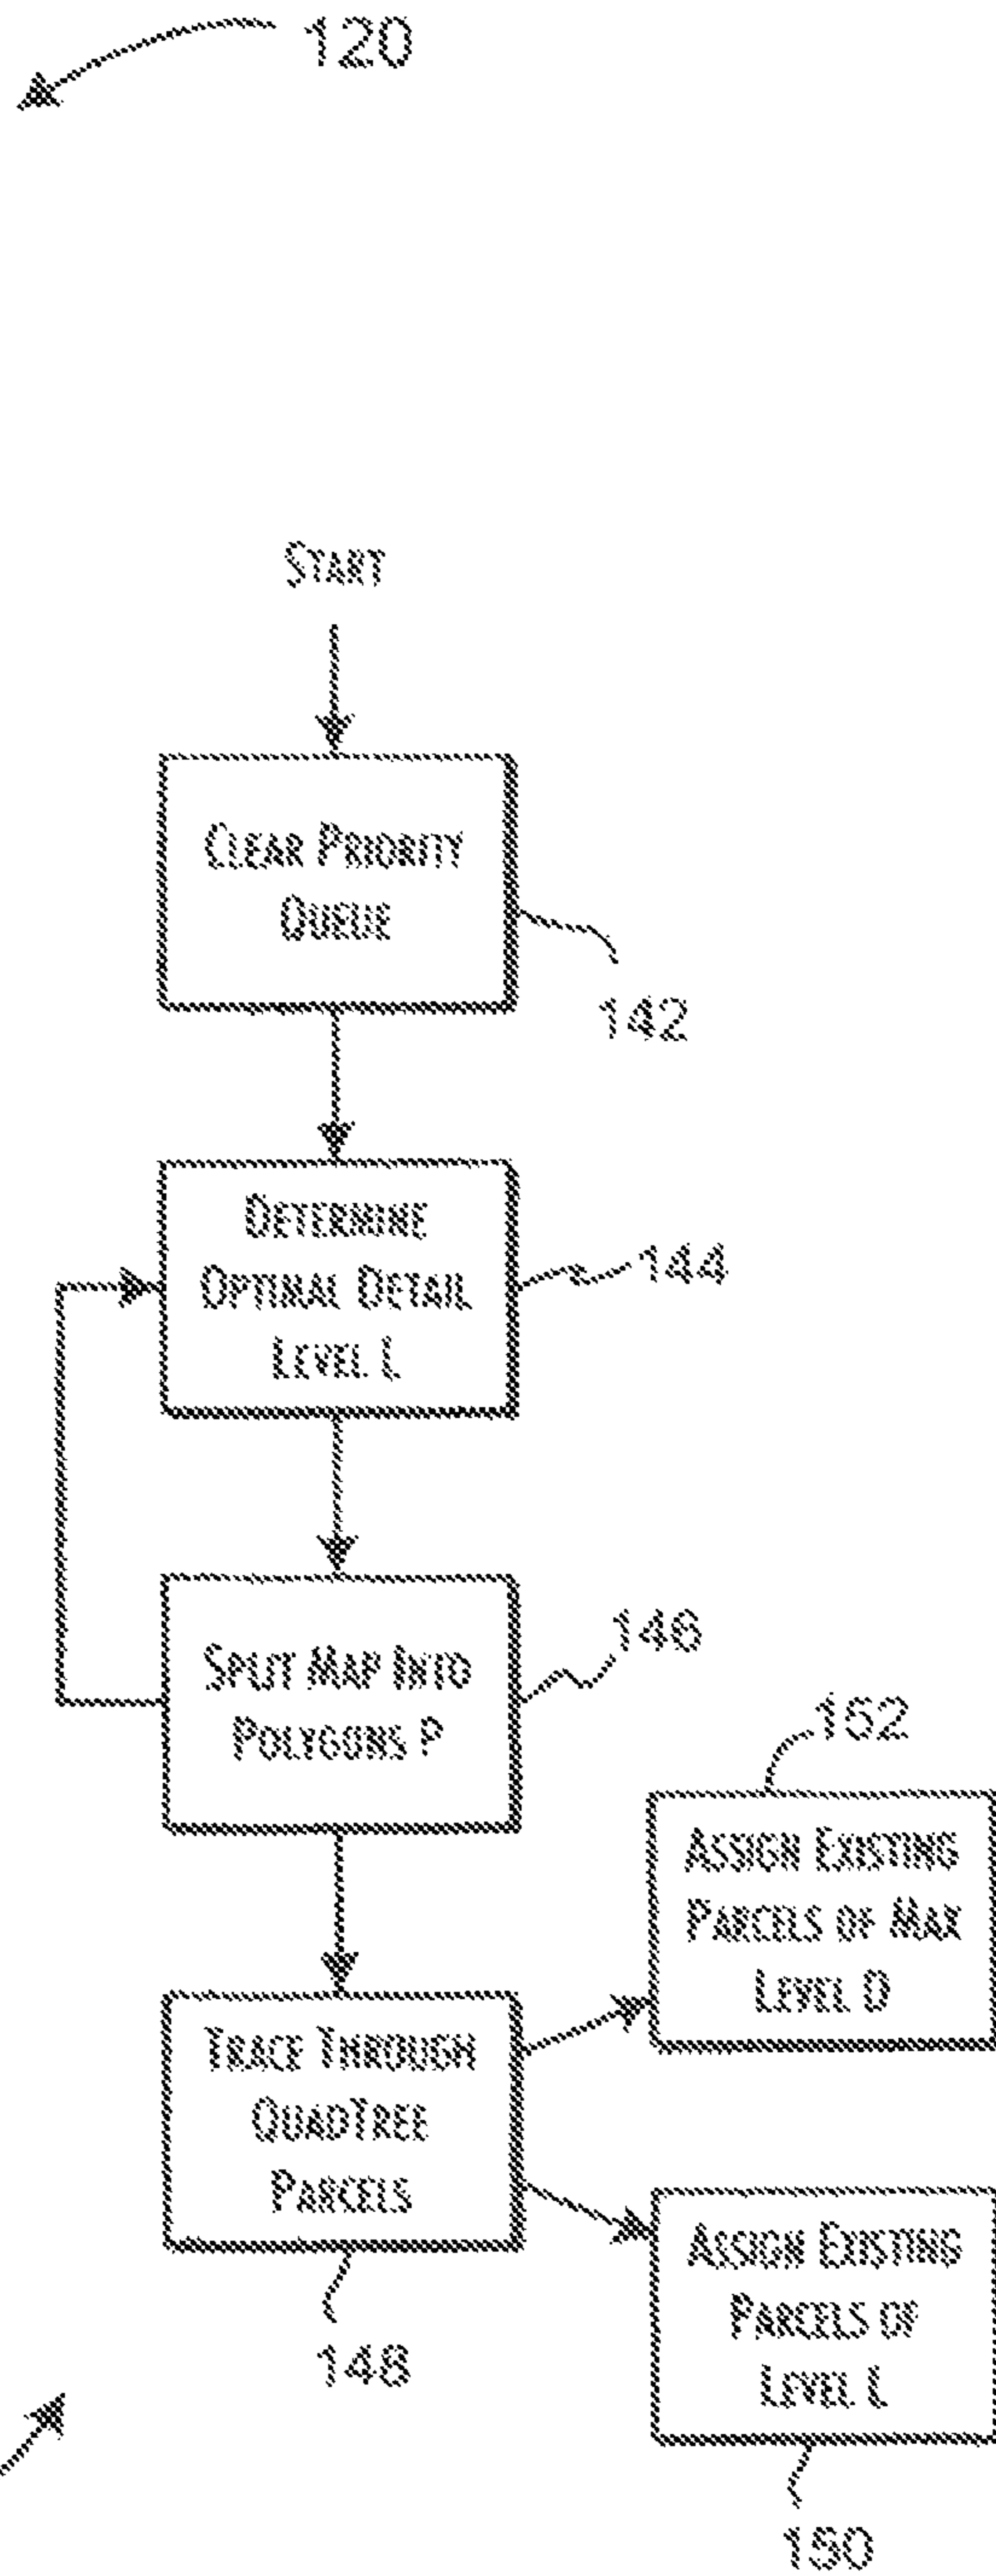 120
START
CLEAR PRIORITY
QUEUE
142
DETERMINE
OPTIMAL DETAIL
LEVEL L
144
SPLIT MAP INTO
POLYGONS P
146
152
ASSIGN EXISTING
PARCELS OF MAX
LEVEL D
TRACE THROUGH
QUADTREE
PARCELS
148
ASSIGN EXISTING
PARCELS OF
LEVEL L
150